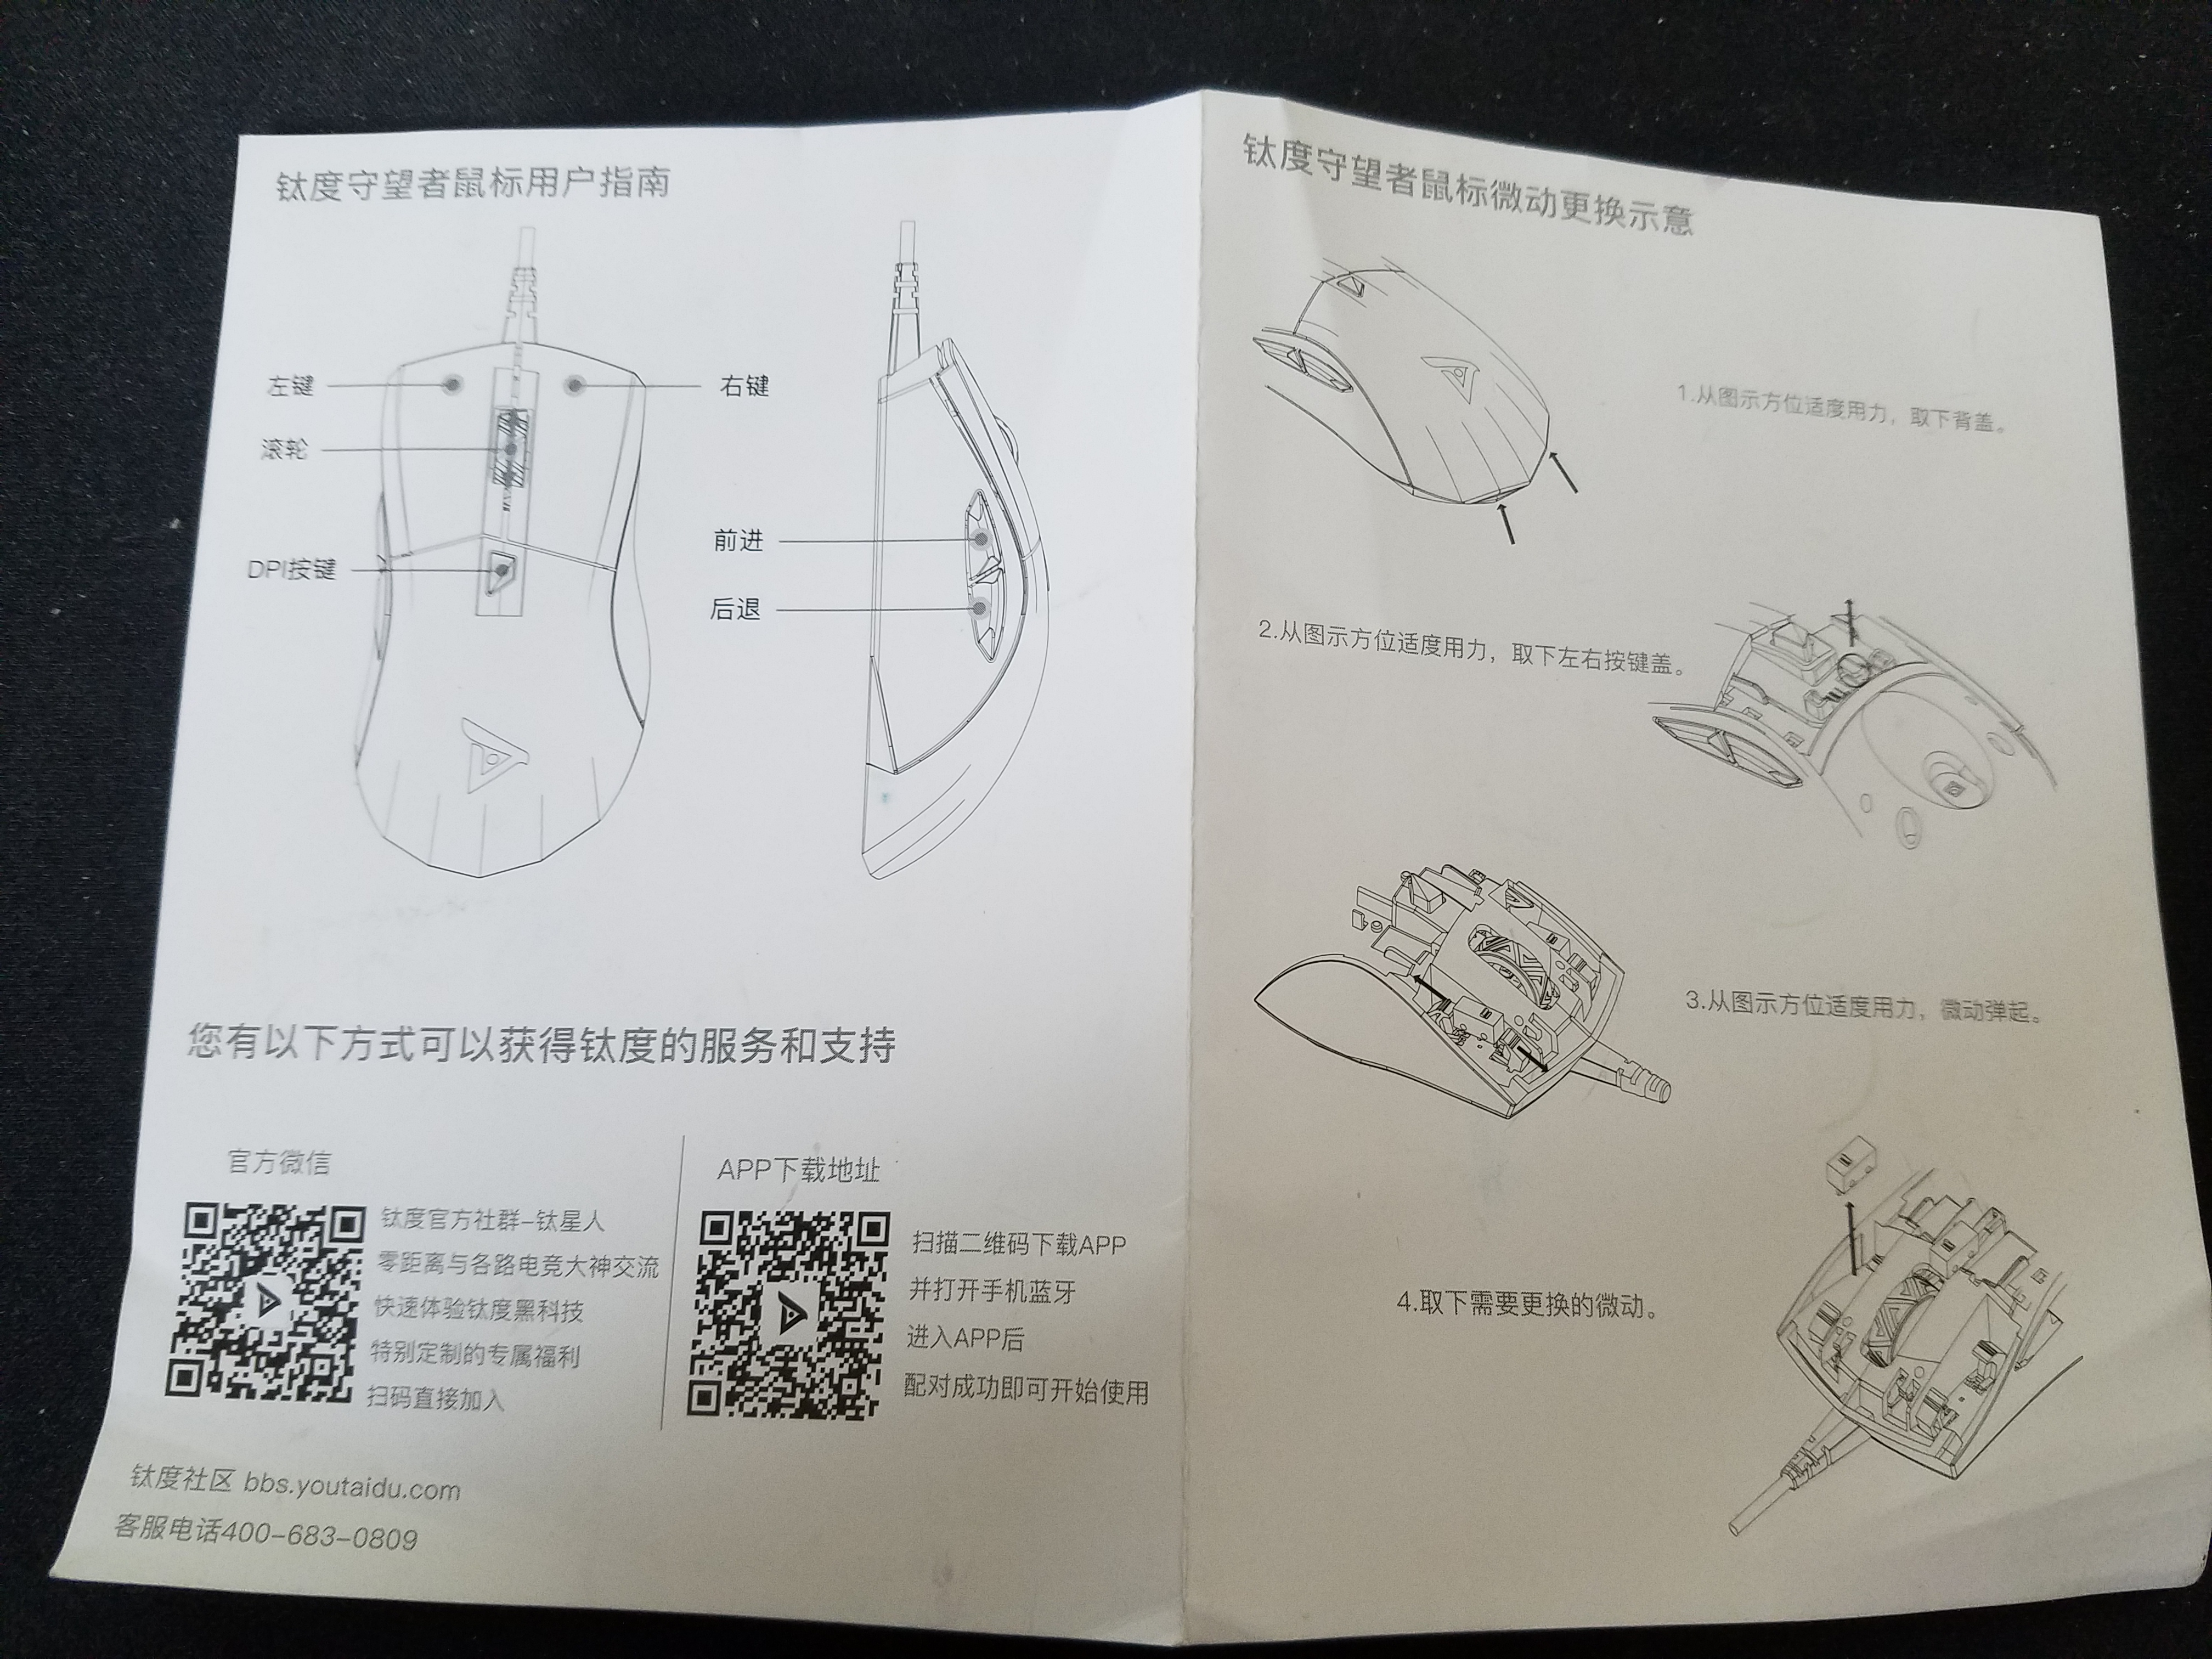 钛度守望者鼠标用户指南
左键
右键
滚轮
DPI按键
前进
后退
您有以下方式可以获得钛度的服务和支持
官方微信
钛度官方社群-钛星人
零距离与各路电竞大神交流
快速体验钛度黑科技
特别定制的专属福利
扫码直接加入
APP下载地址
扫描二维码下载APP
并打开手机蓝牙
进入APP后
配对成功即可开始使用
钛度社区 bbs.youtaidu.com
客服电话400-683-0809
钛度守望者鼠标微动更换示意
1.从图示方位适度用力，取下背盖。
2.从图示方位适度用力，取下左右按键盖。
3.从图示方位适度用力，微动弹起。
4.取下需要更换的微动。